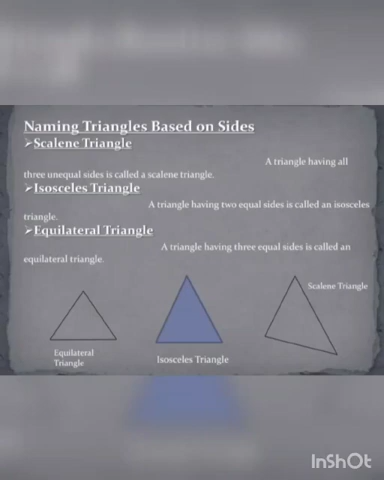 Naming Triangles Based on Sides
➢Scalene Triangle
A triangle having all
three unequal sides is called a scalene triangle.
➢Isosceles Triangle
A triangle having two equal sides is called an isosceles
triangle.
➢Equilateral Triangle
A triangle having three equal sides is called an
equilateral triangle.
Scalene Triangle
Equilateral
Triangle
Isosceles Triangle
InShOt